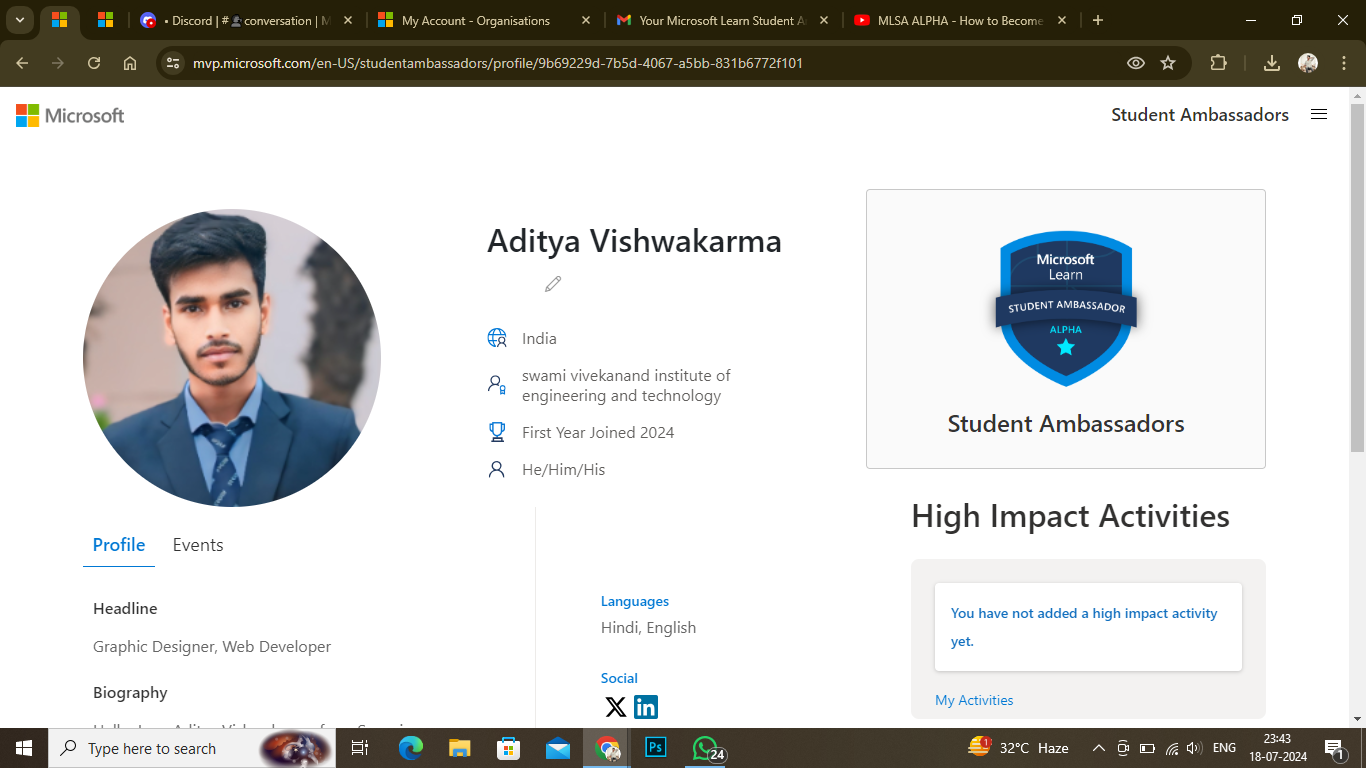 • Discord | # 👤conversation | M
My Account - Organisations
Your Microsoft Learn Student A
MLSA ALPHA - How to Become
mvp.microsoft.com/en-US/studentambassadors/profile/9b69229d-7b5d-4067-a5bb-831b6772f101
Microsoft
Student Ambassadors
Aditya Vishwakarma
India
swami vivekanand institute of
engineering and technology
First Year Joined 2024
He/Him/His
Microsoft
Learn
STUDENT AMBASSADOR
ALPHA
Student Ambassadors
High Impact Activities
You have not added a high impact activity
yet.
My Activities
Profile
Events
Headline
Graphic Designer, Web Developer
Biography
Languages
Hindi, English
Social
Type here to search
Ps
24
1
32°C Haze
ENG
23:43
18-07-2024
1